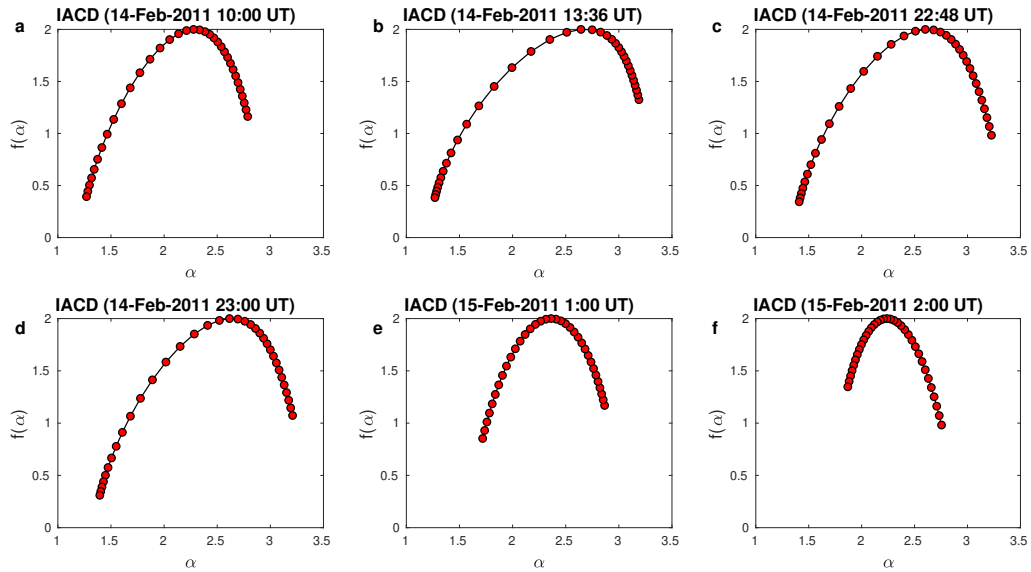 a IACD (14-Feb-2011 10:00 UT)
2
1.5
1
0.5
0
f(α)
1 1.5 2 2.5 3 3.5
α
b IACD (14-Feb-2011 13:36 UT)
2
1.5
1
0.5
0
f(α)
1 1.5 2 2.5 3 3.5
α
c IACD (14-Feb-2011 22:48 UT)
2
1.5
1
0.5
0
f(α)
1 1.5 2 2.5 3 3.5
α
d IACD (14-Feb-2011 23:00 UT)
2
1.5
1
0.5
0
f(α)
1 1.5 2 2.5 3 3.5
α
e IACD (15-Feb-2011 1:00 UT)
2
1.5
1
0.5
0
f(α)
1 1.5 2 2.5 3 3.5
α
f IACD (15-Feb-2011 2:00 UT)
2
1.5
1
0.5
0
f(α)
1 1.5 2 2.5 3 3.5
α